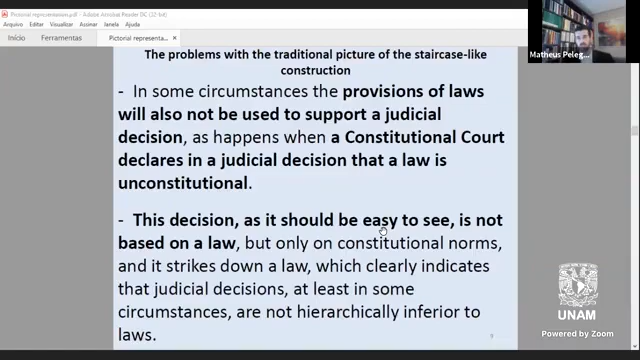 Pictorial representation.pdf - Adobe Acrobat Reader DC (32-bit)
Arquivo Editar Visualizar Assinar Janela Ajuda
Início Ferramentas Pictorial representa... ×
Matheus Peleg...
The problems with the traditional picture of the staircase-like
construction
- In some circumstances the provisions of laws
will also not be used to support a judicial
decision, as happens when a Constitutional Court
declares in a judicial decision that a law is
unconstitutional.
- This decision, as it should be easy to see, is not
based on a law, but only on constitutional norms,
and it strikes down a law, which clearly indicates
that judicial decisions, at least in some
circumstances, are not hierarchically inferior to
laws.
9
UNAM
Powered by Zoom